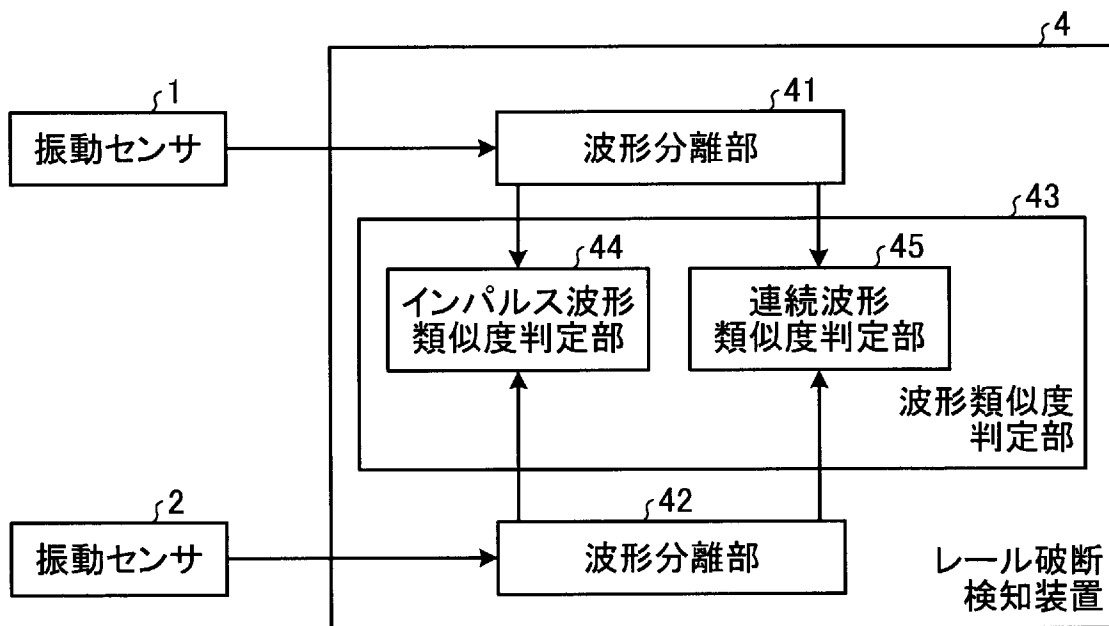 4
1
振動センサ
41
波形分離部
43
44
インパルス波形
類似度判定部
45
連続波形
類似度判定部
波形類似度
判定部
2
振動センサ
42
波形分離部
レール破断
検知装置